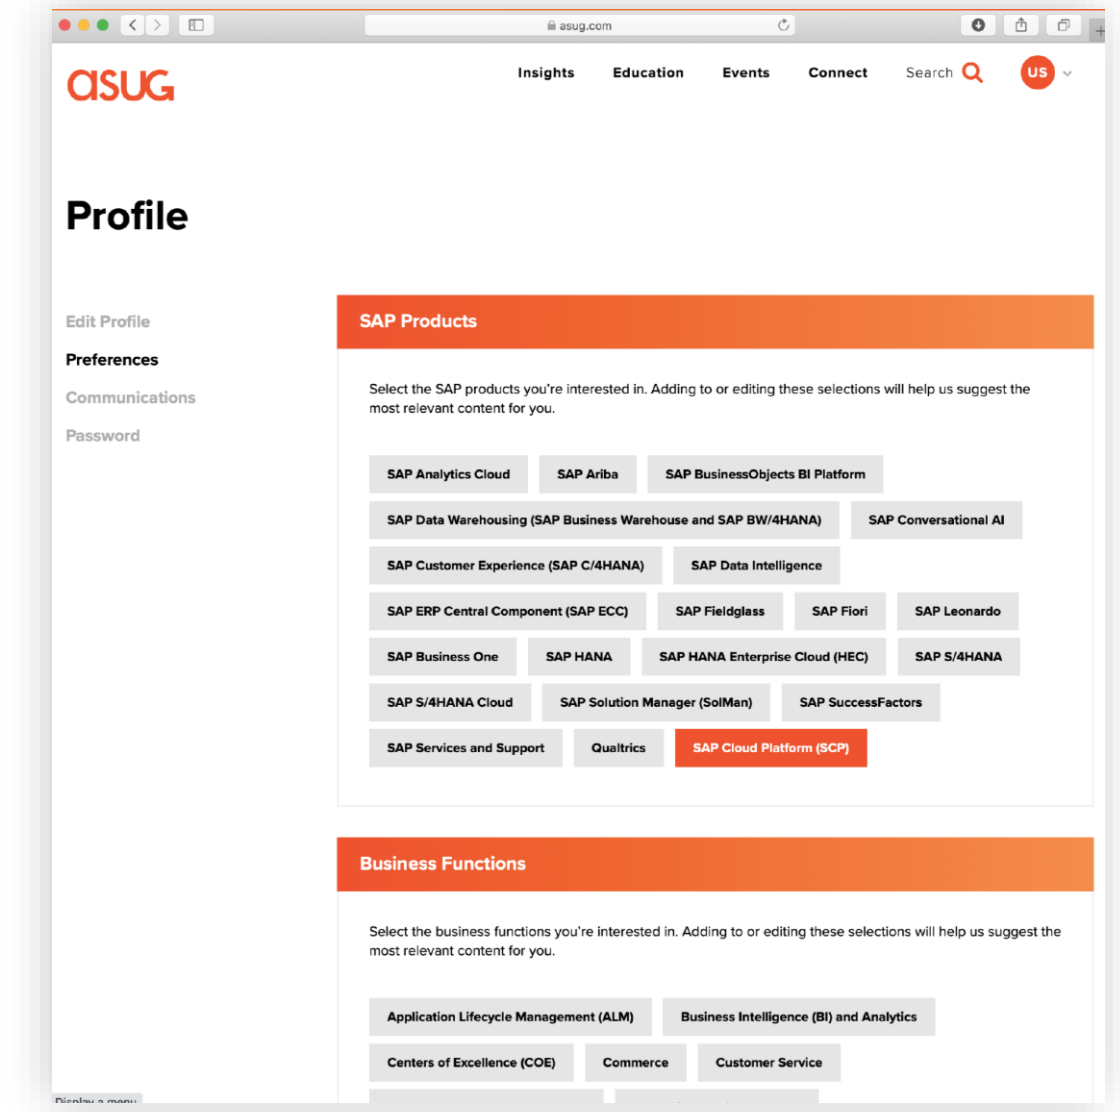 asug.com
asug
Insights Education Events Connect Search US
Profile
Edit Profile
Preferences
Communications
Password
SAP Products
Select the SAP products you're interested in. Adding to or editing these selections will help us suggest the
most relevant content for you.
SAP Analytics Cloud SAP Ariba SAP BusinessObjects BI Platform
SAP Data Warehousing (SAP Business Warehouse and SAP BW/4HANA) SAP Conversational AI
SAP Customer Experience (SAP C/4HANA) SAP Data Intelligence
SAP ERP Central Component (SAP ECC) SAP Fieldglass SAP Fiori SAP Leonardo
SAP Business One SAP HANA SAP HANA Enterprise Cloud (HEC) SAP S/4HANA
SAP S/4HANA Cloud SAP Solution Manager (SolMan) SAP SuccessFactors
SAP Services and Support Qualtrics SAP Cloud Platform (SCP)
Business Functions
Select the business functions you're interested in. Adding to or editing these selections will help us suggest the
most relevant content for you.
Application Lifecycle Management (ALM) Business Intelligence (BI) and Analytics
Centers of Excellence (COE) Commerce Customer Service
Display a menu